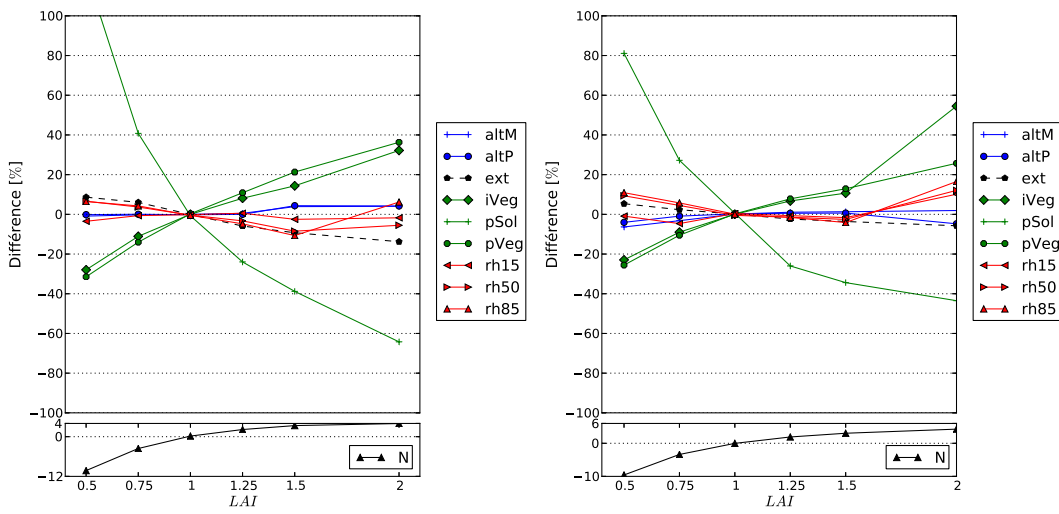 100
80
60
40
20
0
−20
−40
−60
−80
−100
Différence [%]
altM
altP
ext
iVeg
pSol
pVeg
rh15
rh50
rh85
4
0
−12
N
0.5 0.75 1 1.25 1.5 2
LAI
100
80
60
40
20
0
−20
−40
−60
−80
−100
Différence [%]
altM
altP
ext
iVeg
pSol
pVeg
rh15
rh50
rh85
6
0
−10
N
0.5 0.75 1 1.25 1.5 2
LAI